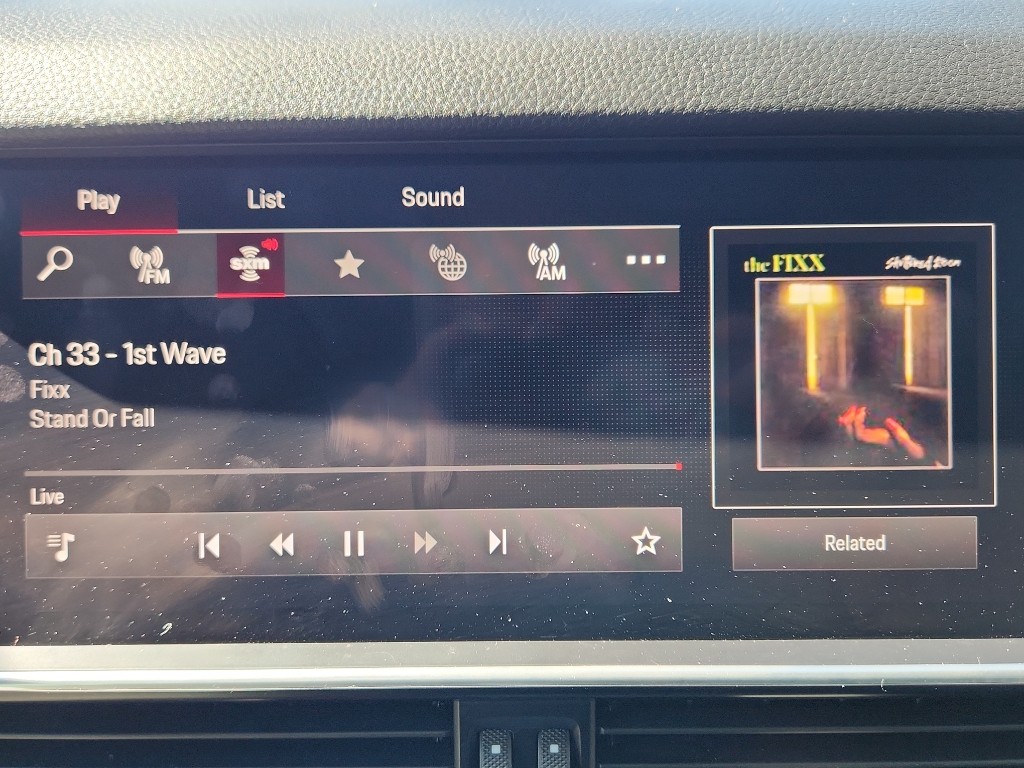 Play List Sound
FM sxm AM
Ch 33 - 1st Wave
Fixx
Stand Or Fall
Live
the FIXX Shuttered Room
Related